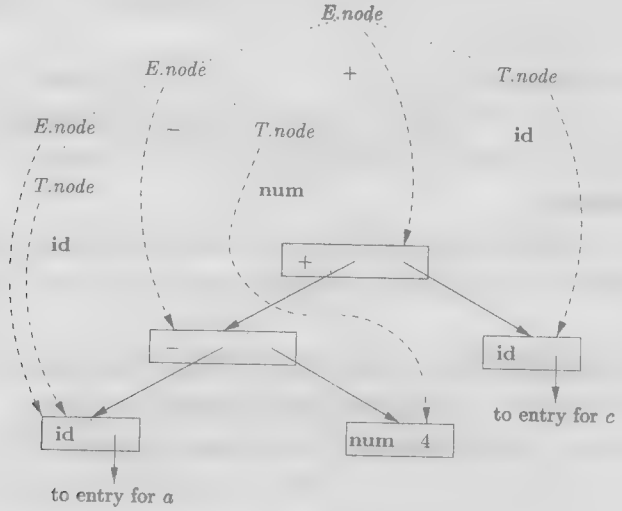 E.node
E.node + T.node
E.node − T.node id
T.node num
id
+
− id
to entry for c
id num 4
to entry for a